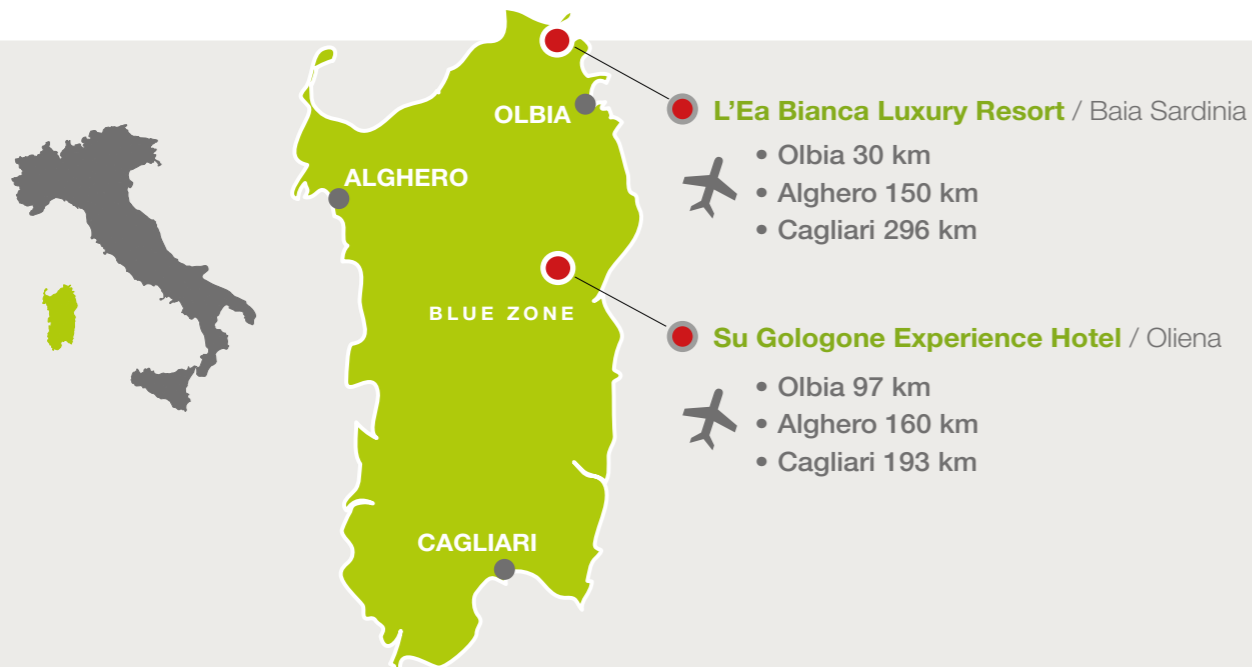 OLBIA
ALGHERO
BLUE ZONE
CAGLIARI
L'Ea Bianca Luxury Resort / Baia Sardinia
• Olbia 30 km
• Alghero 150 km
• Cagliari 296 km
Su Gologone Experience Hotel / Oliena
• Olbia 97 km
• Alghero 160 km
• Cagliari 193 km